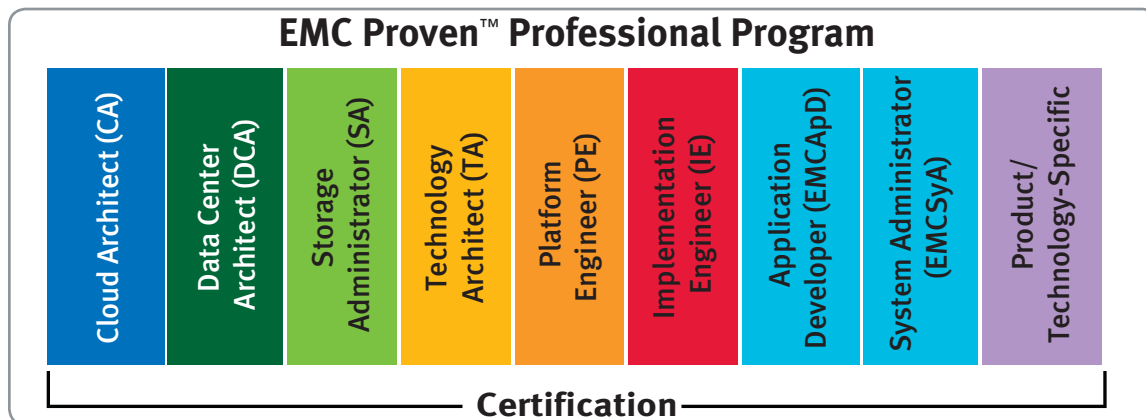 EMC Proven™ Professional Program
Cloud Architect (CA)
Data Center
Architect (DCA)
Storage
Administrator (SA)
Technology
Architect (TA)
Platform
Engineer (PE)
Implementation
Engineer (IE)
Application
Developer (EMCApD)
System Administrator
(EMCSyA)
Product/
Technology-Specific
Certification